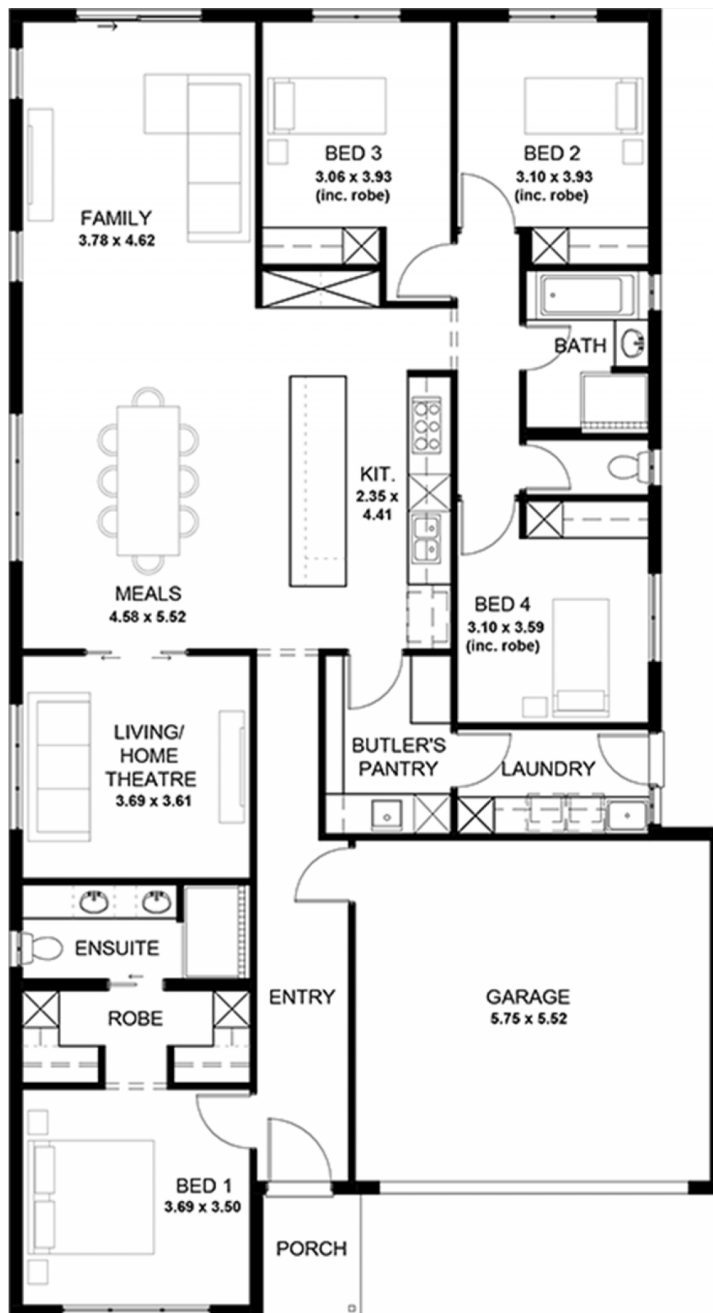 BED 3
3.06 x 3.93
(inc. robe)
BED 2
3.10 x 3.93
(inc. robe)
FAMILY
3.78 x 4.62
BATH
KIT.
2.35 x
4.41
MEALS
4.58 x 5.52
BED 4
3.10 x 3.59
(inc. robe)
LIVING/
HOME
THEATRE
3.69 x 3.61
BUTLER'S
PANTRY
LAUNDRY
ENSUITE
ROBE
ENTRY
GARAGE
5.75 x 5.52
BED 1
3.69 x 3.50
PORCH